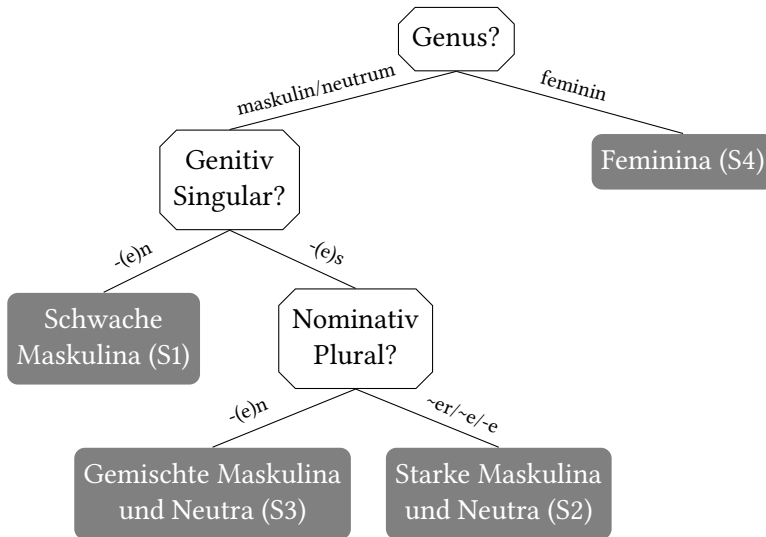 Genus?
maskulin/neutrum
feminin
Genitiv
Singular?
Feminina (S4)
-(e)n
-(e)s
Schwache
Maskulina (S1)
Nominativ
Plural?
-(e)n
~er/~e/-e
Gemischte Maskulina
und Neutra (S3)
Starke Maskulina
und Neutra (S2)